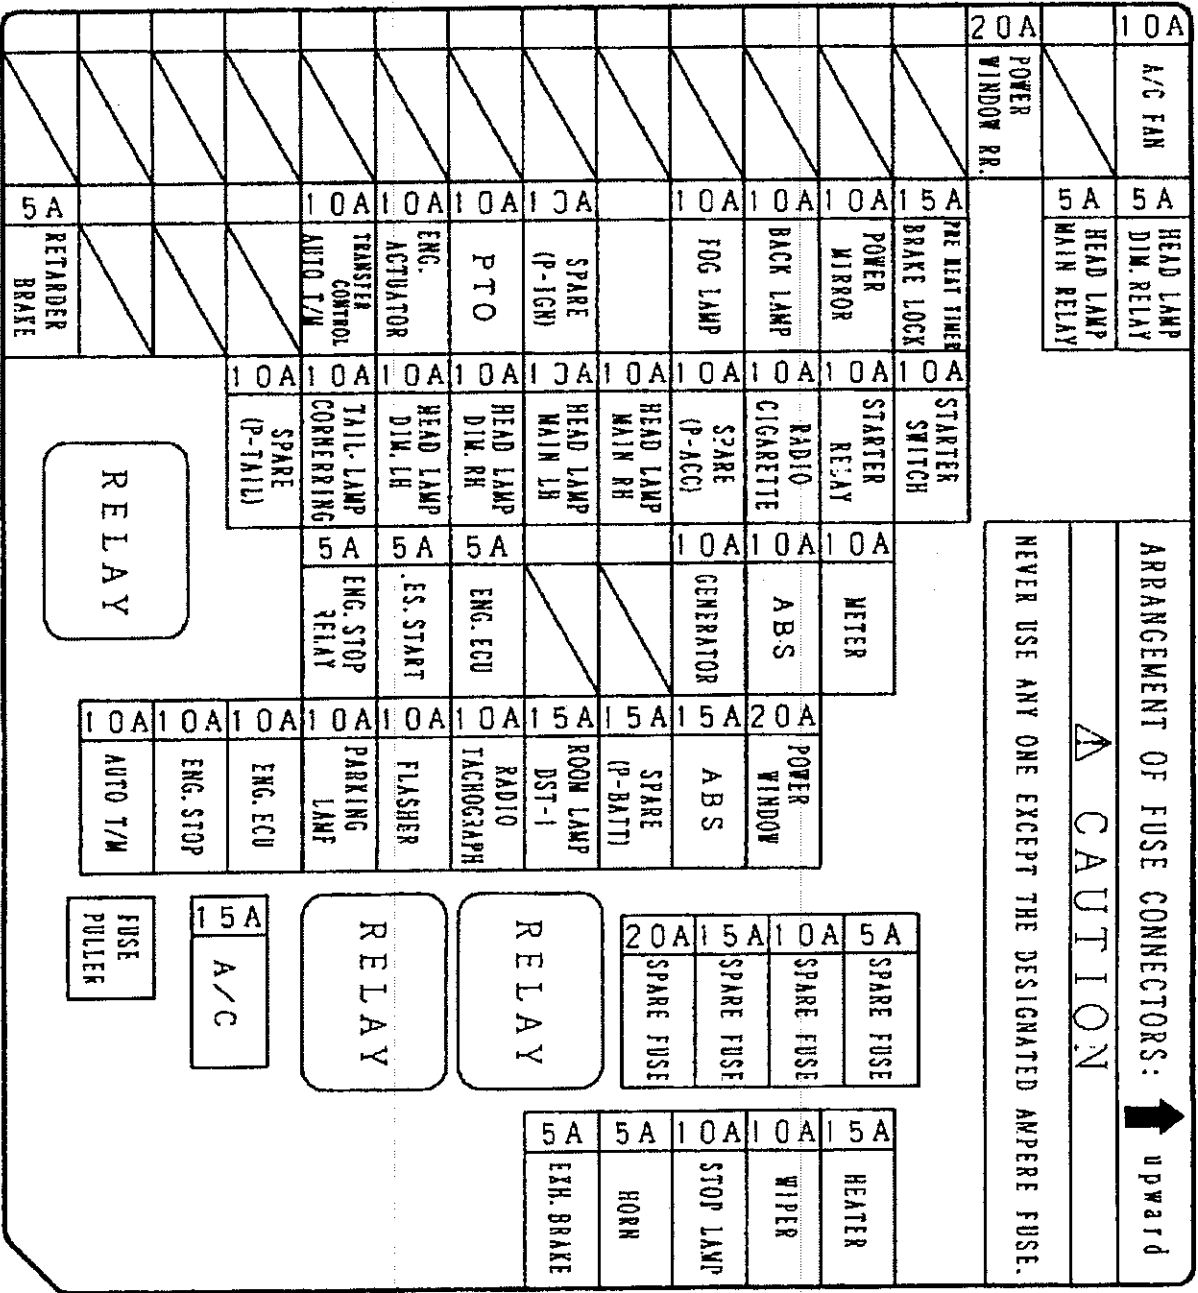 ARRANGEMENT OF FUSE CONNECTORS: upward
⚠ CAUTION
NEVER USE ANY ONE EXCEPT THE DESIGNATED AMPERE FUSE.
10A
A/C FAN
20A
POWER
WINDOW RR.
5A
HEAD LAMP
DIM. RELAY
5A
HEAD LAMP
MAIN RELAY
15A
PRE HEAT TIMER
BRAKE LOCK
10A
POWER
MIRROR
10A
BACK LAMP
10A
FOG LAMP
10A
SPARE
(P-IGN)
10A
PTO
10A
ENG.
ACTUATOR
10A
TRANSFER
CONTROL
AUTO T/M
5A
RETARDER
BRAKE
10A
STARTER
SWITCH
10A
STARTER
RELAY
10A
RADIO
CIGARETTE
10A
SPARE
(P-ACC)
10A
HEAD LAMP
MAIN RH
10A
HEAD LAMP
MAIN LH
10A
HEAD LAMP
DIM. RH
10A
HEAD LAMP
DIM. LH
10A
TAIL. LAMP
CORNERRING
10A
SPARE
(P-TAIL)
10A
METER
10A
ABS
10A
GENERATOR
5A
ENG. ECU
5A
.ES. START
5A
ENG. STOP
RELAY
RELAY
20A
POWER
WINDOW
15A
ABS
15A
SPARE
(P-BATT)
15A
ROOM LAMP
DST-1
10A
RADIO
TACHOGRAPH
10A
FLASHER
10A
PARKING
LAMP
10A
ENG. ECU
10A
ENG. STOP
10A
AUTO T/M
5A
SPARE FUSE
10A
SPARE FUSE
15A
SPARE FUSE
20A
SPARE FUSE
RELAY
RELAY
15A
A/C
FUSE
PULLER
15A
HEATER
10A
WIPER
10A
STOP LAMP
5A
HORN
5A
EXH. BRAKE